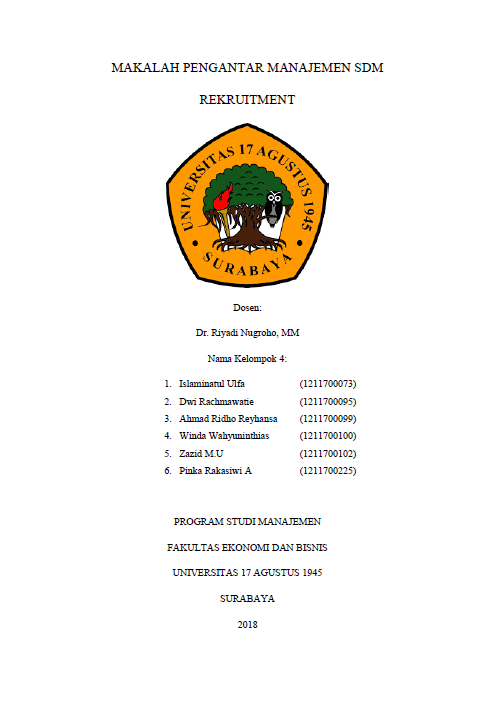 MAKALAH PENGANTAR MANAJEMEN SDM
REKRUITMENT
UNIVERSITAS 17 AGUSTUS 1945
SURABAYA
Dosen:
Dr. Riyadi Nugroho, MM
Nama Kelompok 4:
1. Islaminatul Ulfa (1211700073)
2. Dwi Rachmawatie (1211700095)
3. Ahmad Ridho Reyhansa (1211700099)
4. Winda Wahyuninthias (1211700100)
5. Zazid M.U (1211700102)
6. Pinka Rakasiwi A (1211700225)
PROGRAM STUDI MANAJEMEN
FAKULTAS EKONOMI DAN BISNIS
UNIVERSITAS 17 AGUSTUS 1945
SURABAYA
2018